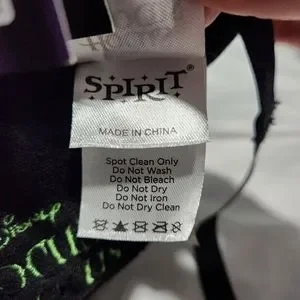 SPIRIT®
MADE IN CHINA
Spot Clean Only
Do Not Wash
Do Not Bleach
Do Not Dry
Do Not Iron
Do Not Dry Clean
Disney